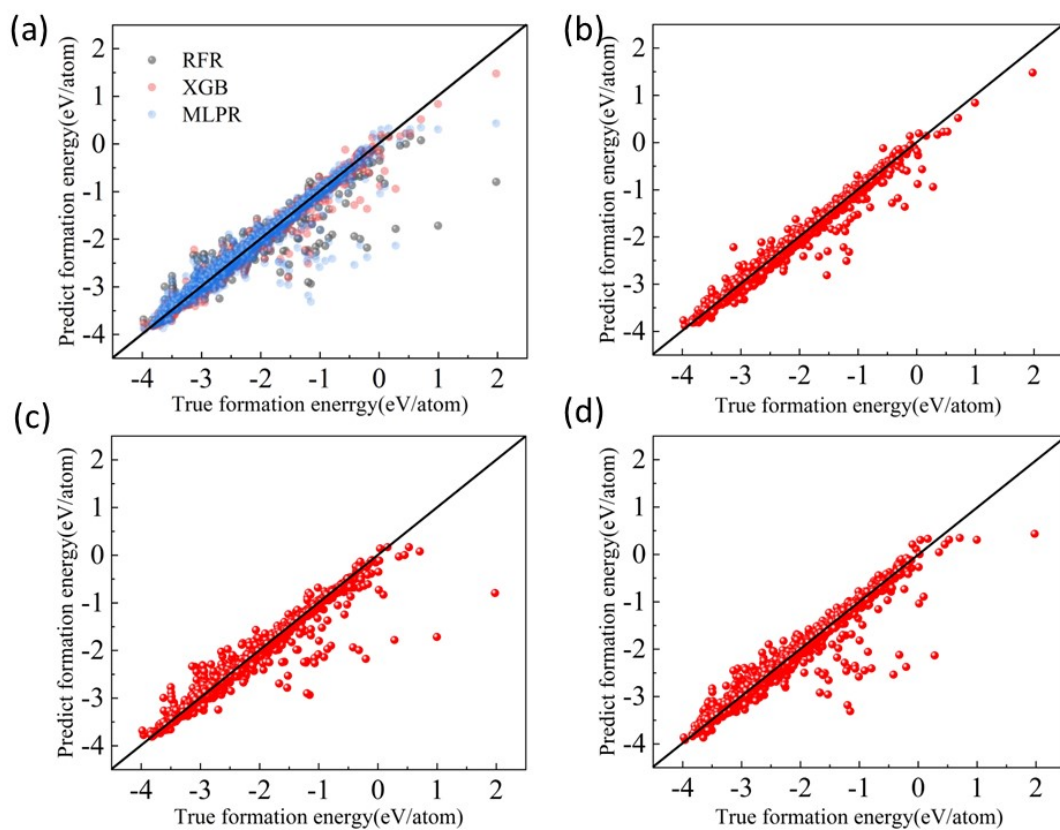 (a)
RFR
XGB
MLPR
Predict formation energy(eV/atom)
2
1
0
-1
-2
-3
-4
-4 -3 -2 -1 0 1 2
True formation enerrgy(eV/atom)
(b)
Predict formation energy(eV/atom)
2
1
0
-1
-2
-3
-4
-4 -3 -2 -1 0 1 2
True formation energy(eV/atom)
(c)
Predict formation energy(eV/atom)
2
1
0
-1
-2
-3
-4
-4 -3 -2 -1 0 1 2
True formation energy(eV/atom)
(d)
Predict formation energy(eV/atom)
2
1
0
-1
-2
-3
-4
-4 -3 -2 -1 0 1 2
True formation energy(eV/atom)